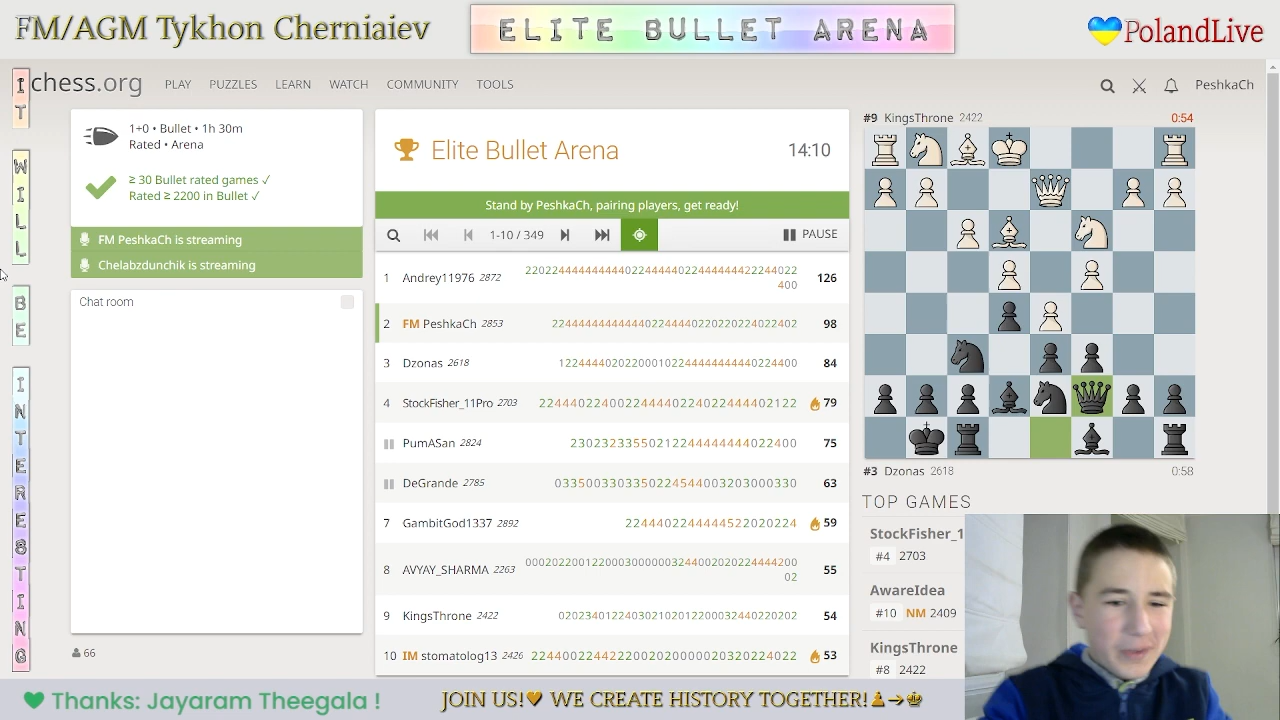 FM/AGM Tykhon Cherniaiev
ELITE BULLET ARENA
PolandLive
IT WILL BE INTERESTING
chess.org
PLAY
PUZZLES
LEARN
WATCH
COMMUNITY
TOOLS
PeshkaCh
1+0 • Bullet • 1h 30m
Rated • Arena
≥ 30 Bullet rated games ✓
Rated ≥ 2200 in Bullet ✓
FM PeshkaCh is streaming
Chelabzdunchik is streaming
Chat room
66
Elite Bullet Arena
14:10
Stand by PeshkaCh, pairing players, get ready!
1-10 / 349
PAUSE
1 Andrey11976 2872 126
2 FM PeshkaCh 2853 98
3 Dzonas 2618 84
4 StockFisher_11Pro 2703 79
PumASan 2824 75
DeGrande 2785 63
7 GambitGod1337 2892 59
8 AVYAY_SHARMA 2263 55
9 KingsThrone 2422 54
10 IM stomatolog13 2426 53
#9 KingsThrone 2422 0:54
#3 Dzonas 2618 0:58
TOP GAMES
StockFisher_1
#4 2703
AwareIdea
#10 NM 2409
KingsThrone
#8 2422
Thanks: Jayaram Theegala !
JOIN US!♥ WE CREATE HISTORY TOGETHER!♟→♚